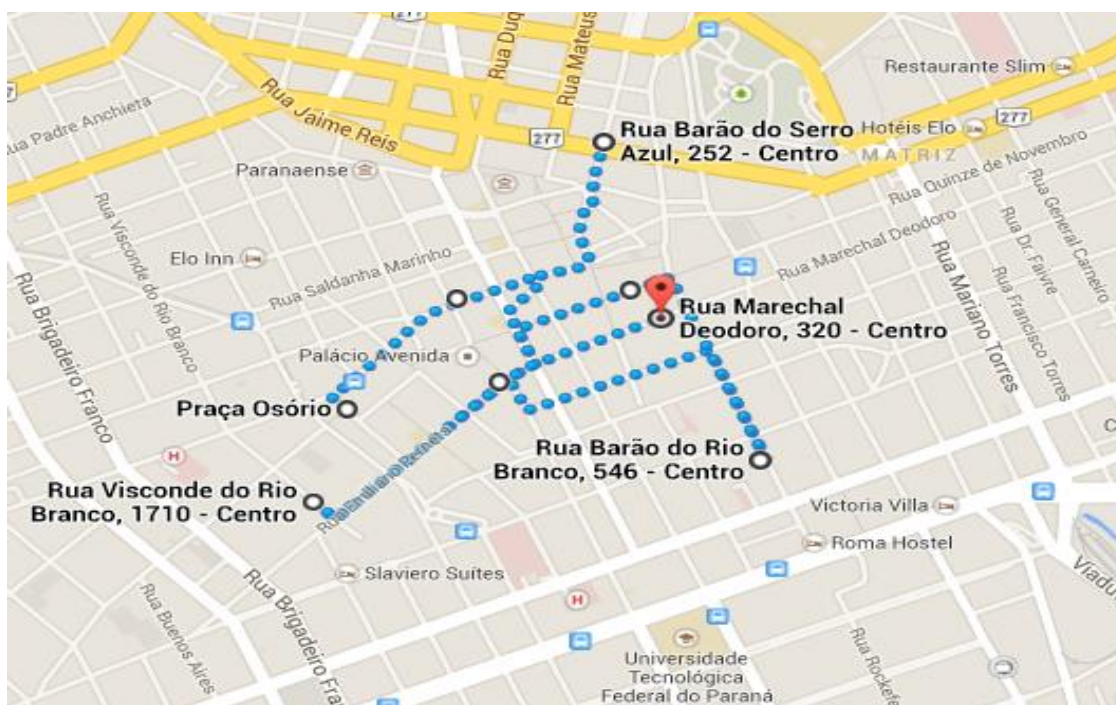 277
Rua Duq
Rua Mateus
Restaurante Slim
Rua Padre Anchieta
Rua Jaime Reis
277
Rua Barão do Serro
Azul, 252 - Centro
Hotéis Elo
277
MATRIZ
Paranaense
Rua Quinze de Novembro
Rua General Carneiro
Rua Visconde do Rio Branco
Elo Inn
Rua Saldanha Marinho
Rua Marechal Deodoro
Rua Dr. Faivre
Rua Francisco Torres
Rua Mariano Torres
Rua Brigadeiro Franco
Rua Marechal
Deodoro, 320 - Centro
Palácio Avenida
Praça Osório
H
Rua Barão do Rio
Branco, 546 - Centro
Rua Visconde do Rio
Branco, 1710 - Centro
Victoria Villa
Roma Hostel
Viadu
Slaviero Suítes
H
Rua Buenos Aires
Rua Brigadeiro Fran
Universidade
Tecnológica
Federal do Paraná
Rua Rockefe